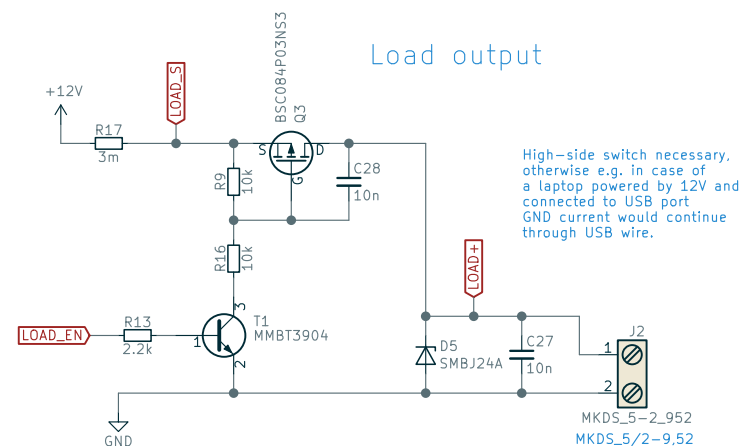 Load output
+12V
LOAD_S
BSC084P03NS3
Q3
R17
3m
S
D
G
R9
10k
C28
10n
High-side switch necessary,
otherwise e.g. in case of
a laptop powered by 12V and
connected to USB port
GND current would continue
through USB wire.
R16
10k
LOAD+
LOAD_EN
R13
2.2k
1
3
2
T1
MMBT3904
D5
SMBJ24A
C27
10n
J2
1
2
MKDS_5-2_952
MKDS_5/2-9,52
GND